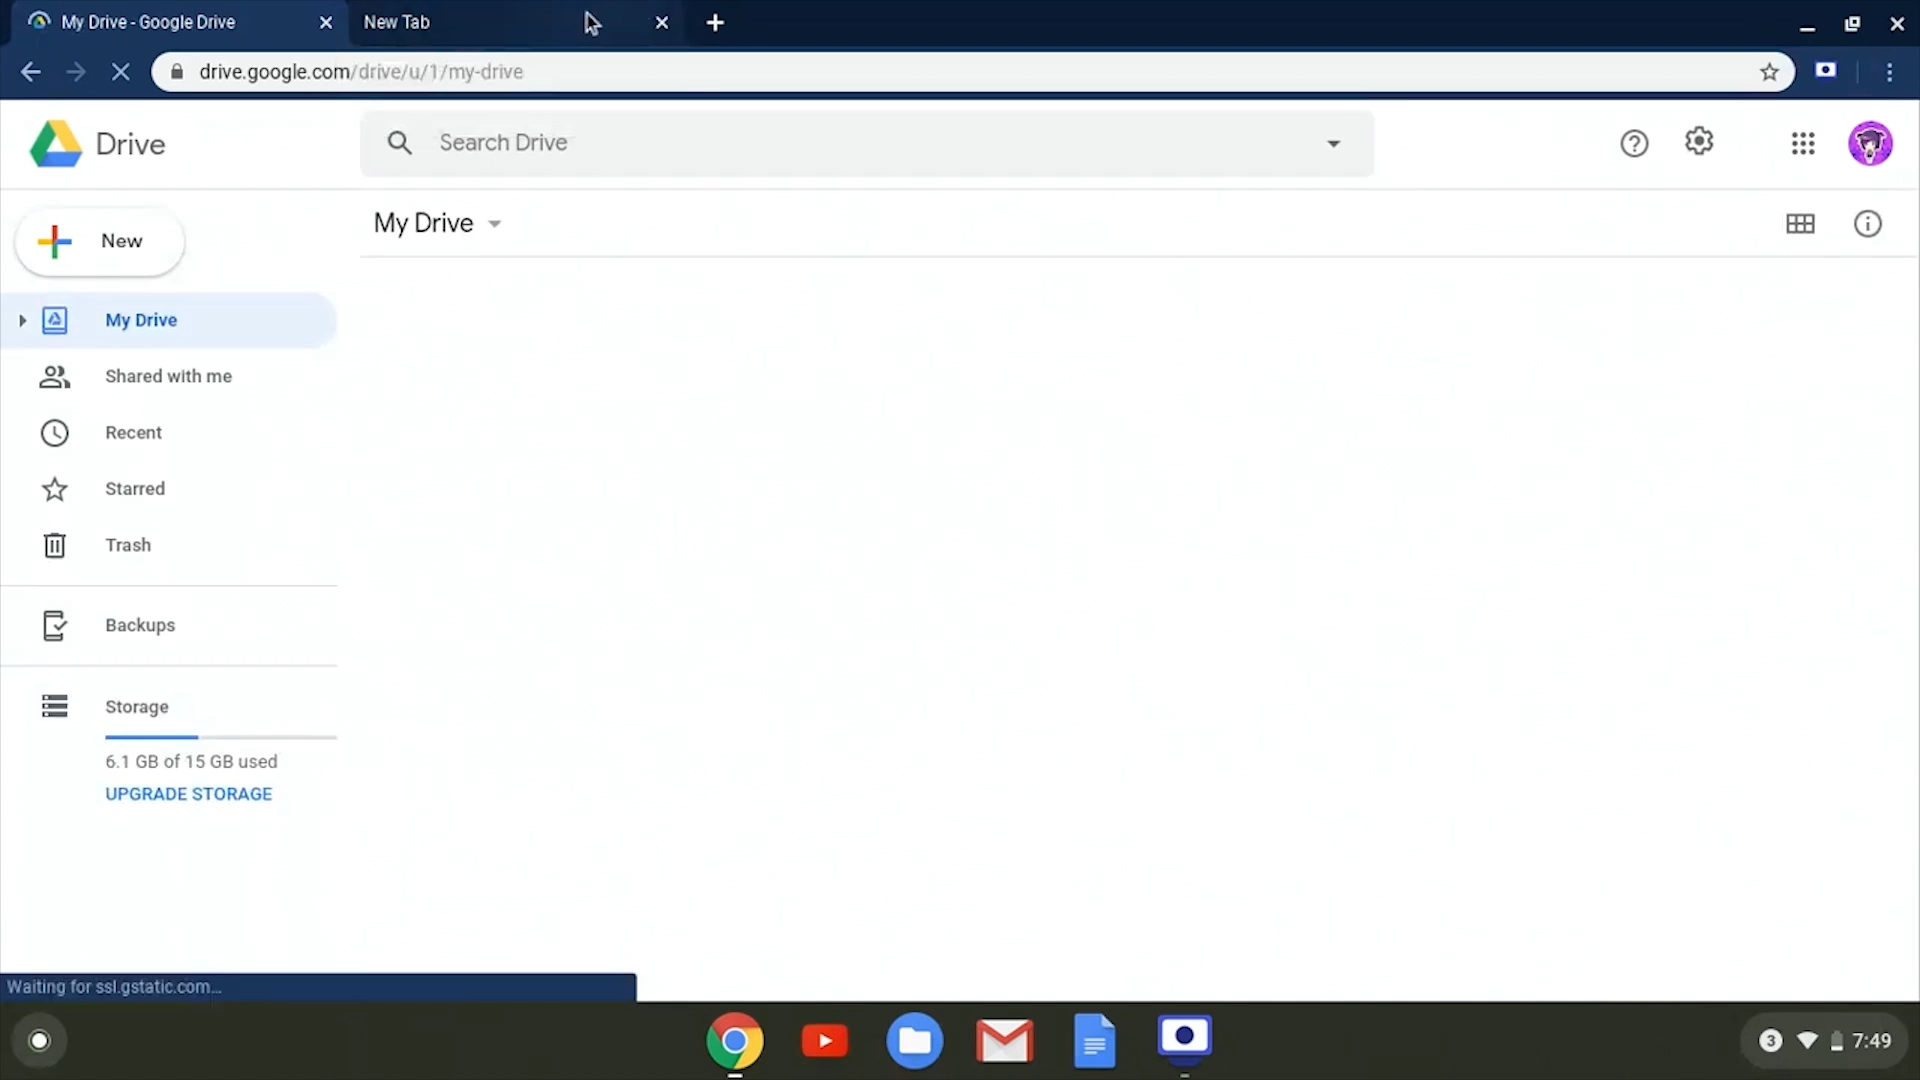 My Drive - Google Drive
New Tab
drive.google.com/drive/u/1/my-drive
Drive
Search Drive
New
My Drive
My Drive
Shared with me
Recent
Starred
Trash
Backups
Storage
6.1 GB of 15 GB used
UPGRADE STORAGE
Waiting for ssl.gstatic.com...
3
7:49